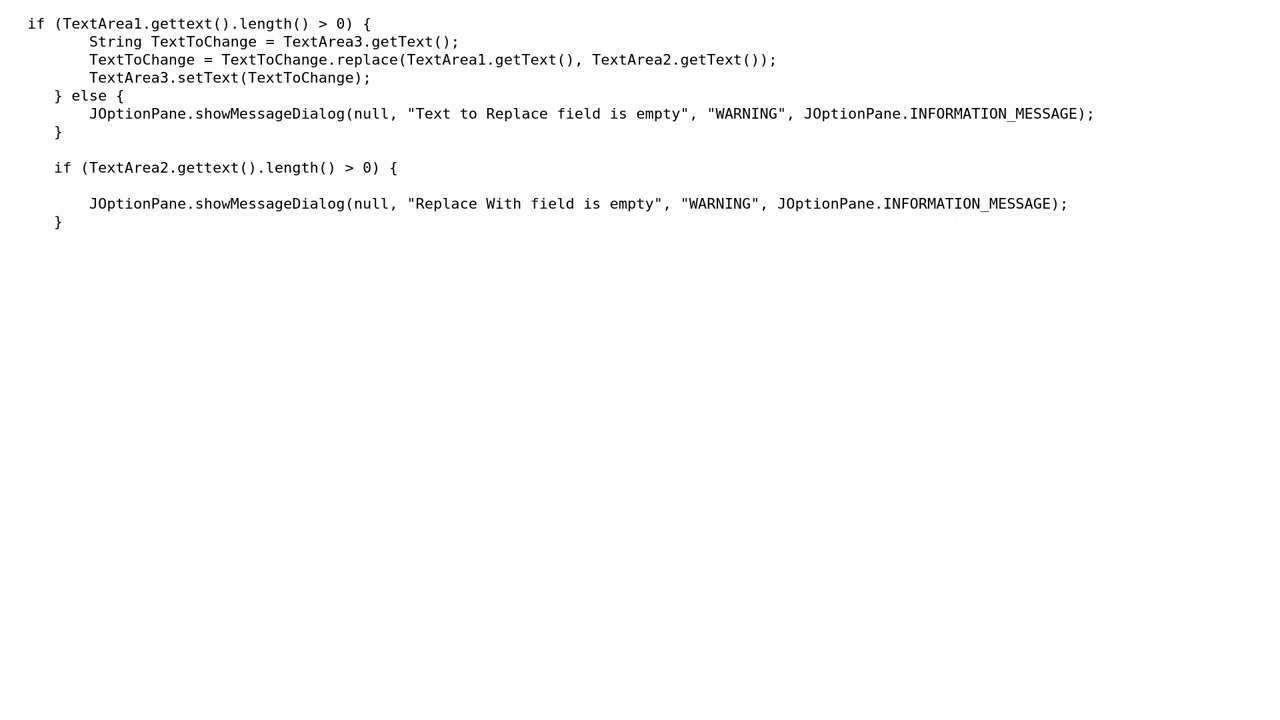 if (TextArea1.gettext().length() > 0) {
String TextToChange = TextArea3.getText();
TextToChange = TextToChange.replace(TextArea1.getText(), TextArea2.getText());
TextArea3.setText(TextToChange);
} else {
JOptionPane.showMessageDialog(null, "Text to Replace field is empty", "WARNING", JOptionPane.INFORMATION_MESSAGE);
}
if (TextArea2.gettext().length() > 0) {
JOptionPane.showMessageDialog(null, "Replace With field is empty", "WARNING", JOptionPane.INFORMATION_MESSAGE);
}